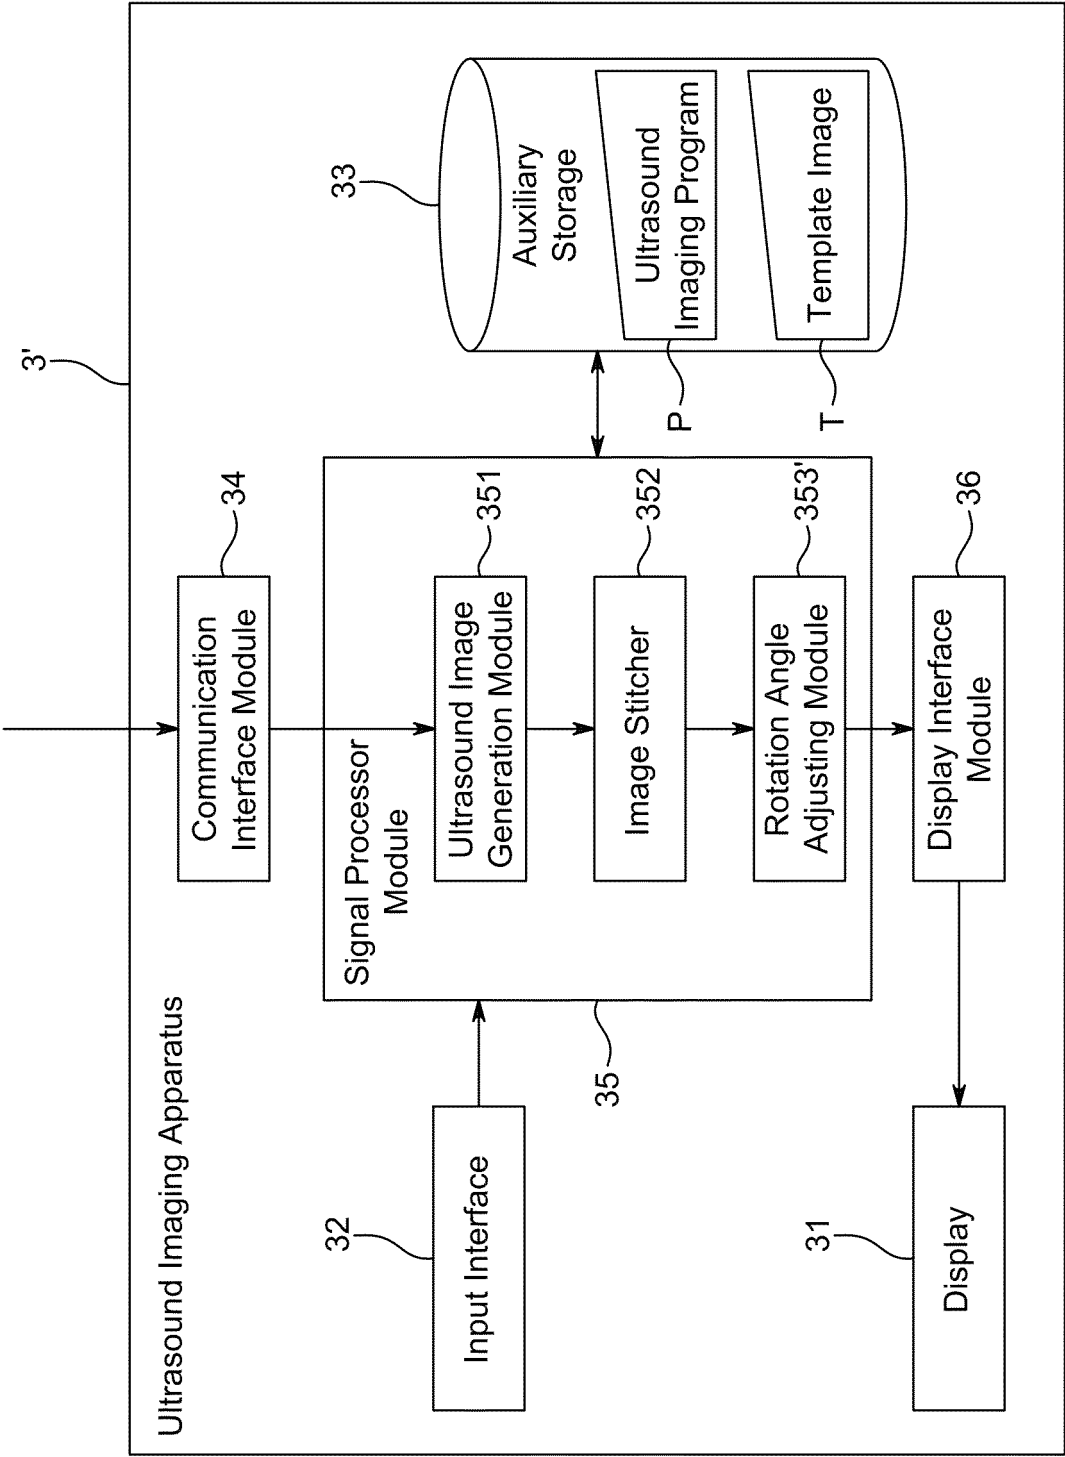 Ultrasound Imaging Apparatus
3'
Communication
Interface Module
34
Signal Processor
Module
35
Ultrasound Image
Generation Module
351
Image Stitcher
352
Rotation Angle
Adjusting Module
353'
Input Interface
32
Auxiliary
Storage
33
Ultrasound
Imaging Program
P
Template Image
T
Display Interface
Module
36
Display
31